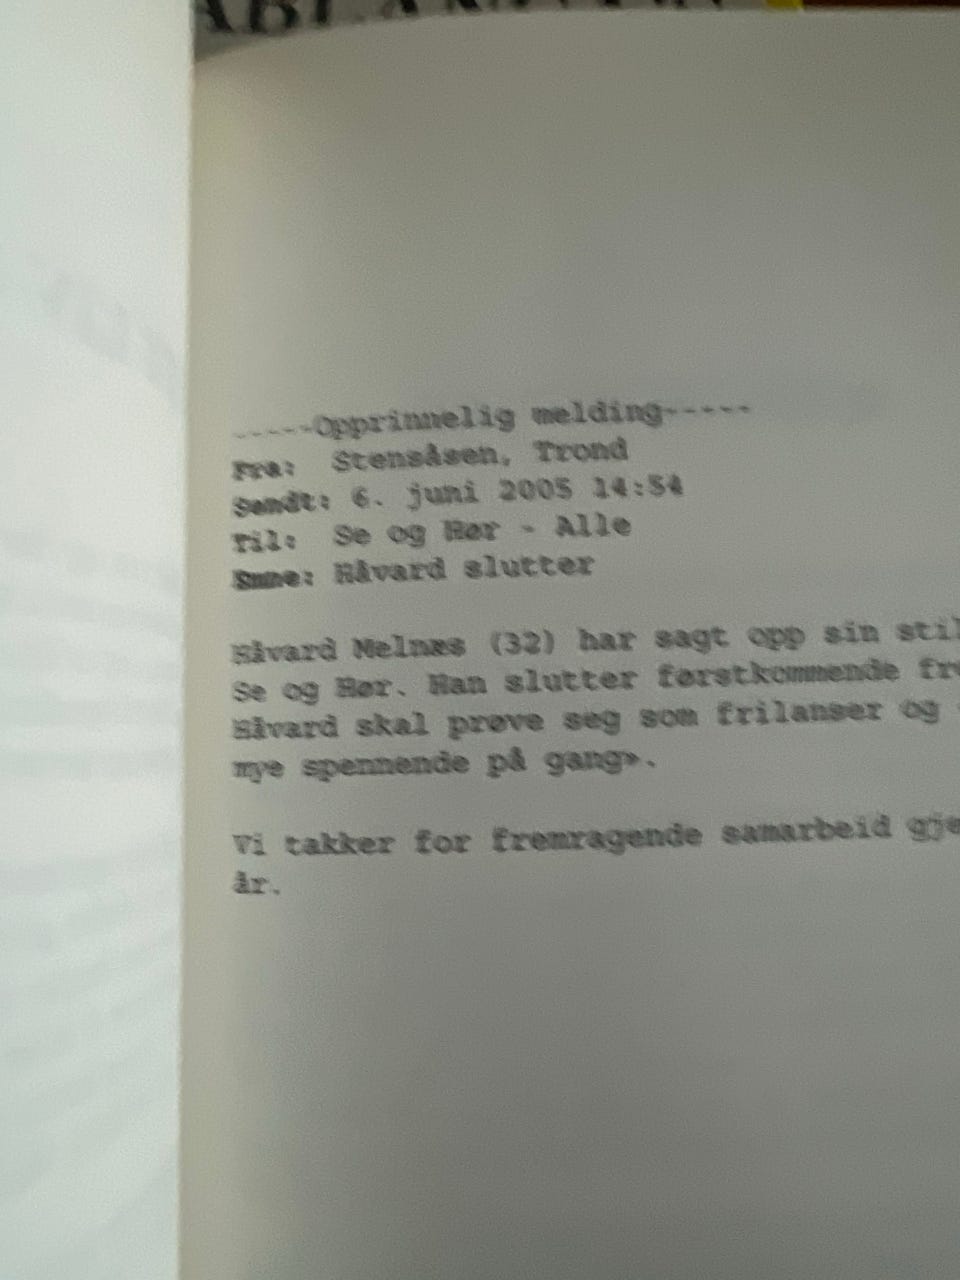 -----Opprinnelig melding-----
Fra: Stensåsen, Trond
Sendt: 6. juni 2005 14:54
Til: Se og Hør - Alle
Emne: Håvard slutter
Håvard Melnæs (32) har sagt opp sin
Se og Hør. Han slutter førstkommende
Håvard skal prøve seg som frilanser og
mye spennende på gang».
Vi takker for fremragende samarbeid
år.